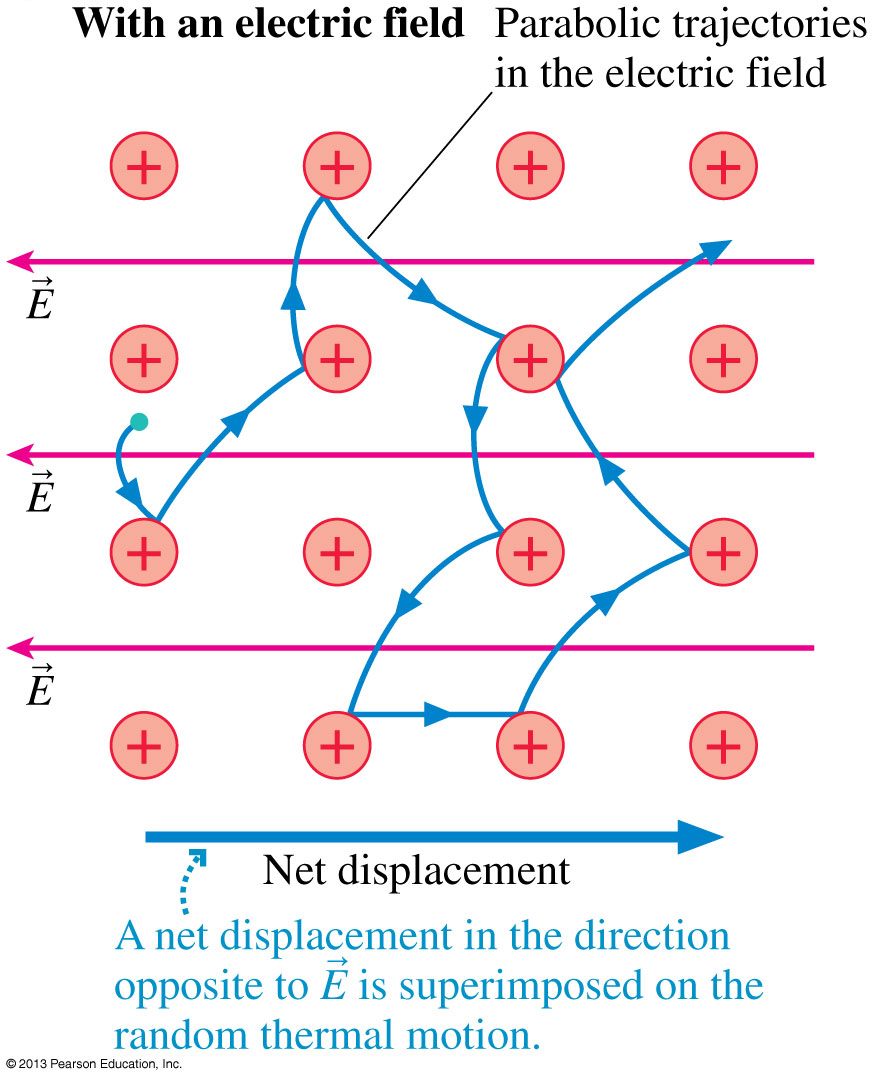 With an electric field
Parabolic trajectories
in the electric field
+ + + +
E⃗
+ + + +
E⃗
+ + + +
E⃗
+ + + +
Net displacement
A net displacement in the direction
opposite to E⃗ is superimposed on the
random thermal motion.
© 2013 Pearson Education, Inc.